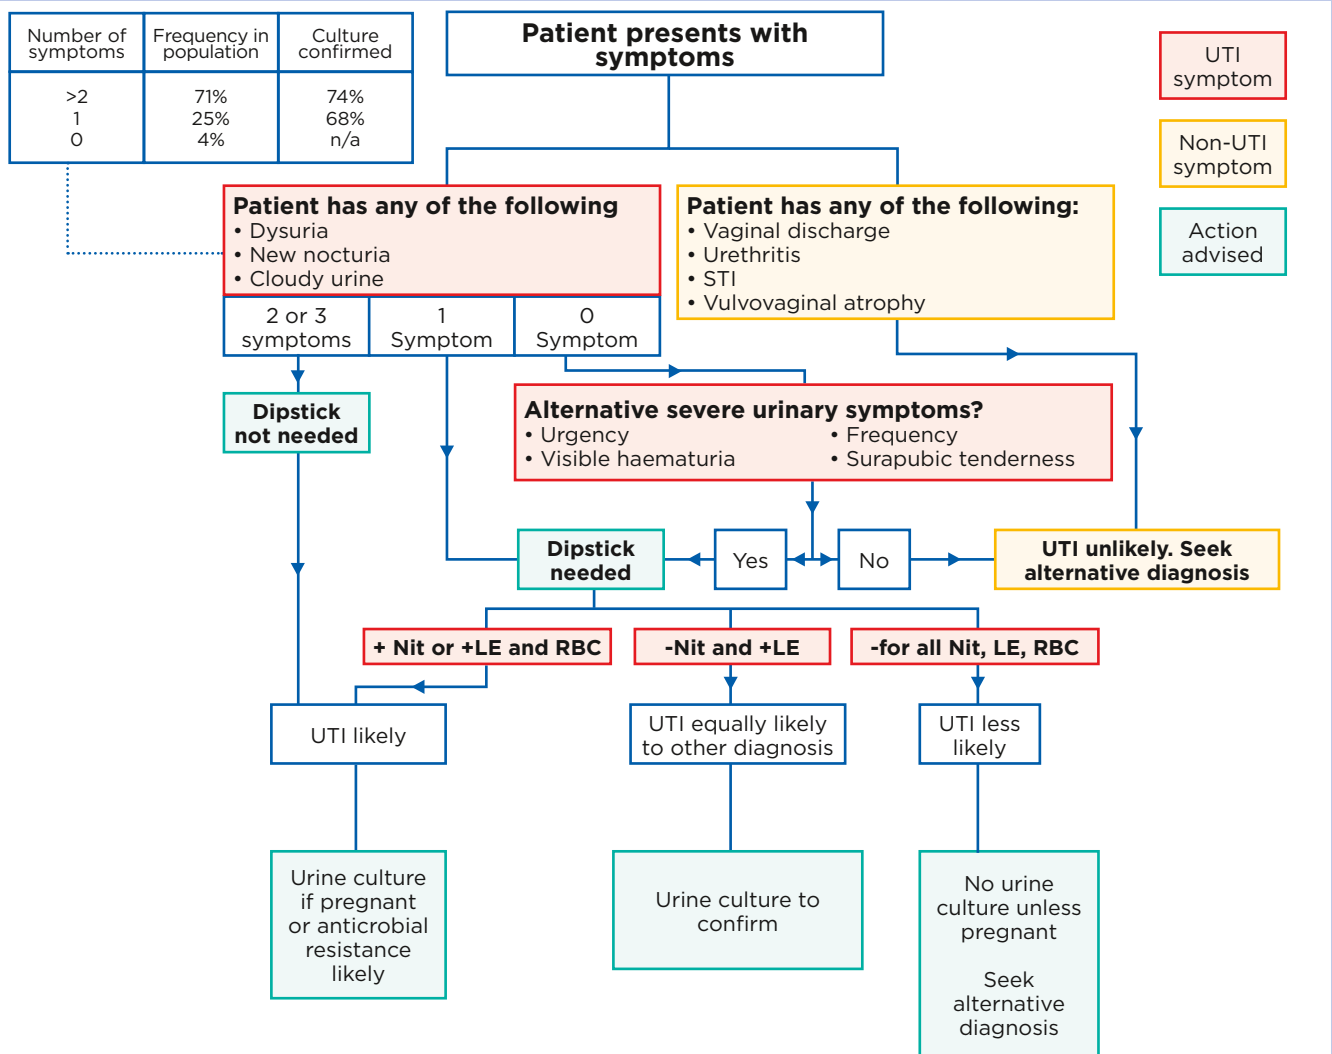 Number of
symptoms
Frequency in
population
Culture
confirmed
>2 71% 74%
1 25% 68%
0 4% n/a
Patient presents with
symptoms
UTI
symptom
Non-UTI
symptom
Action
advised
Patient has any of the following
• Dysuria
• New nocturia
• Cloudy urine
Patient has any of the following:
• Vaginal discharge
• Urethritis
• STI
• Vulvovaginal atrophy
2 or 3
symptoms
1
Symptom
0
Symptom
Dipstick
not needed
Alternative severe urinary symptoms?
• Urgency
• Visible haematuria
• Frequency
• Surapubic tenderness
Dipstick
needed
Yes
No
UTI unlikely. Seek
alternative diagnosis
+ Nit or +LE and RBC
-Nit and +LE
-for all Nit, LE, RBC
UTI likely
UTI equally likely
to other diagnosis
UTI less
likely
Urine culture
if pregnant
or anticrobial
resistance
likely
Urine culture to
confirm
No urine
culture unless
pregnant
Seek
alternative
diagnosis